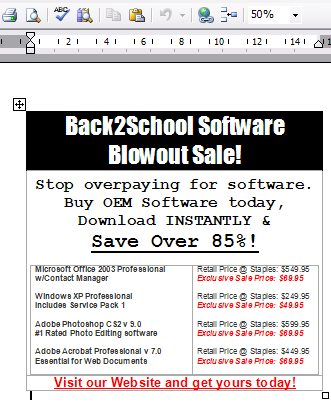 50%
2 4 6 8 10 12 14
Back2School Software
Blowout Sale!
Stop overpaying for software.
Buy OEM Software today,
Download INSTANTLY &
Save Over 85%!
Microsoft Office 2003 Professional Retail Price @ Staples: $549.95
w/Contact Manager Exclusive Sale Price: $69.95
Windows XP Professional Retail Price @ Staples: $249.95
Includes Service Pack 1 Exclusive Sale Price: $49.95
Adobe Photoshop CS2 v 9.0 Retail Price @ Staples: $599.95
#1 Rated Photo Editing software Exclusive Sale Price: $69.95
Adobe Acrobat Professional v 7.0 Retail Price @ Staples: $449.95
Essential for Web Documents Exclusive Sale Price: $69.95
Visit our Website and get yours today!